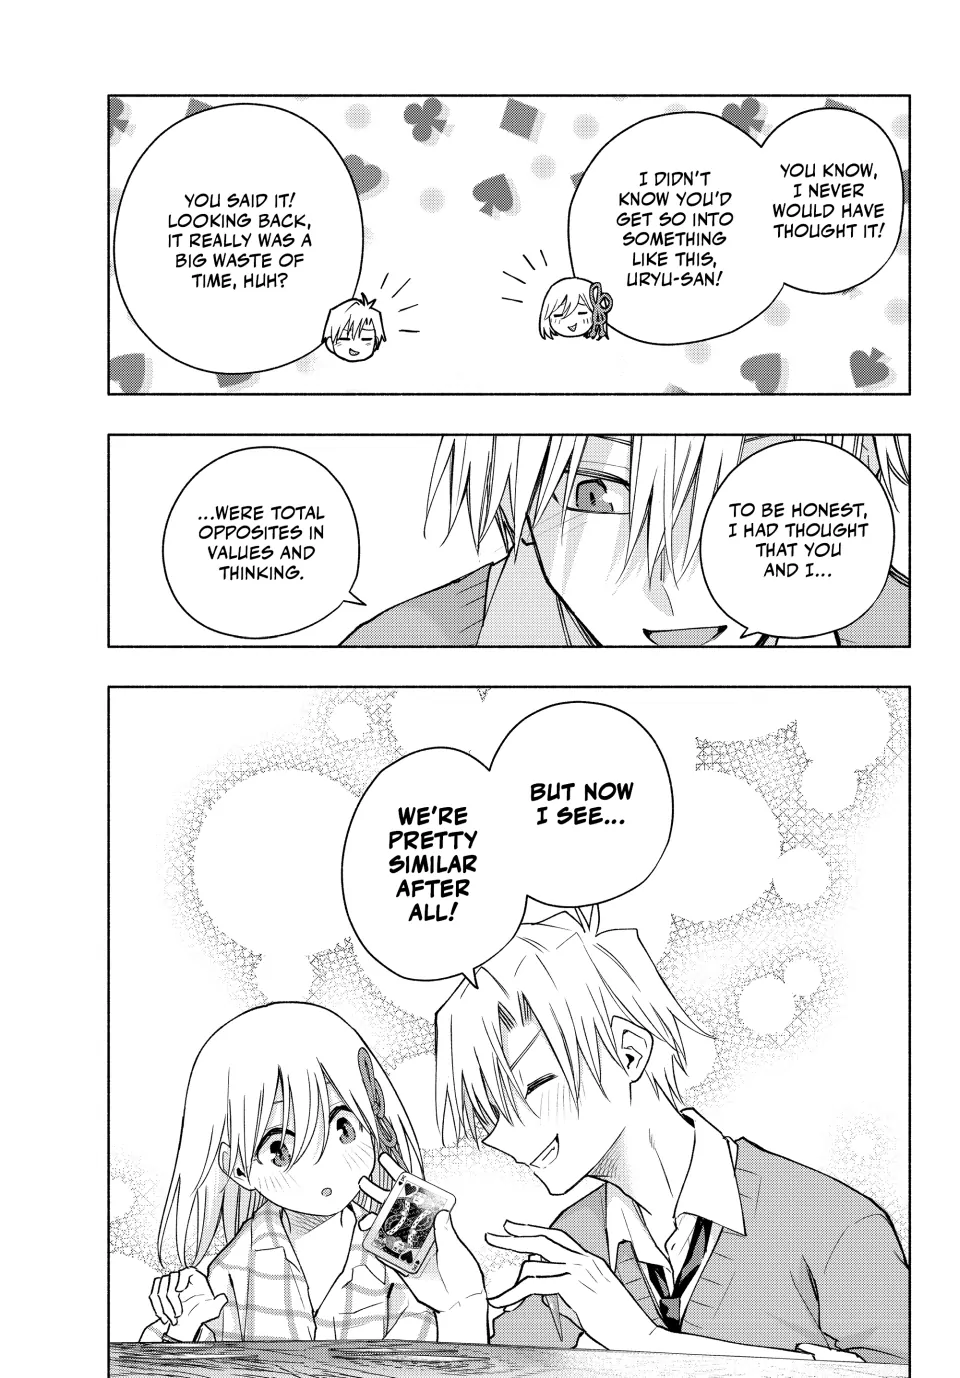 YOU KNOW,
I NEVER
WOULD HAVE
THOUGHT IT!
I DIDN'T
KNOW YOU'D
GET SO INTO
SOMETHING
LIKE THIS,
URYU-SAN!
YOU SAID IT!
LOOKING BACK,
IT REALLY WAS A
BIG WASTE OF
TIME, HUH?
TO BE HONEST,
I HAD THOUGHT
THAT YOU
AND I...
...WERE TOTAL
OPPOSITES IN
VALUES AND
THINKING.
BUT NOW
I SEE...
WE'RE
PRETTY
SIMILAR
AFTER
ALL!